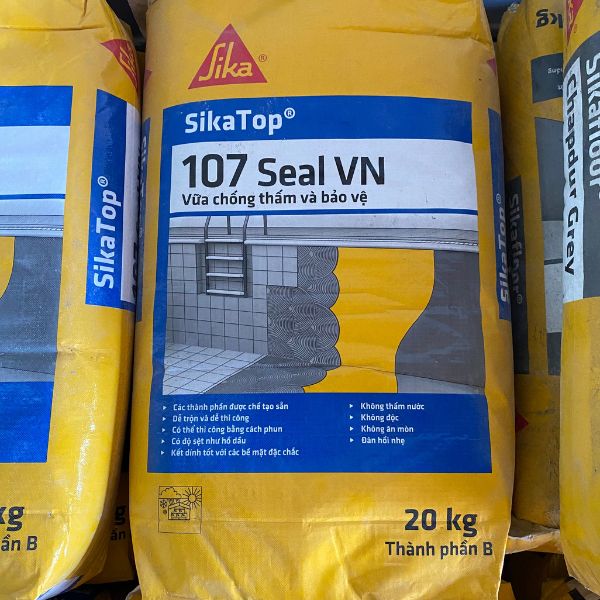 Sika®
SikaTop®
107 Seal VN
Vữa chống thấm và bảo vệ
Các thành phần được chế tạo sẵn
Dễ trộn và dễ thi công
Có thể thi công bằng cách phun
Có độ sệt như hồ dầu
Kết dính tốt với các bề mặt đặc chắc
Không thấm nước
Không độc
Không ăn mòn
Đàn hồi nhẹ
20 kg
Thành phần B
SikaTop®
kg
ần B
Sikafloor®
Sikafloor®
Chapdur Grey